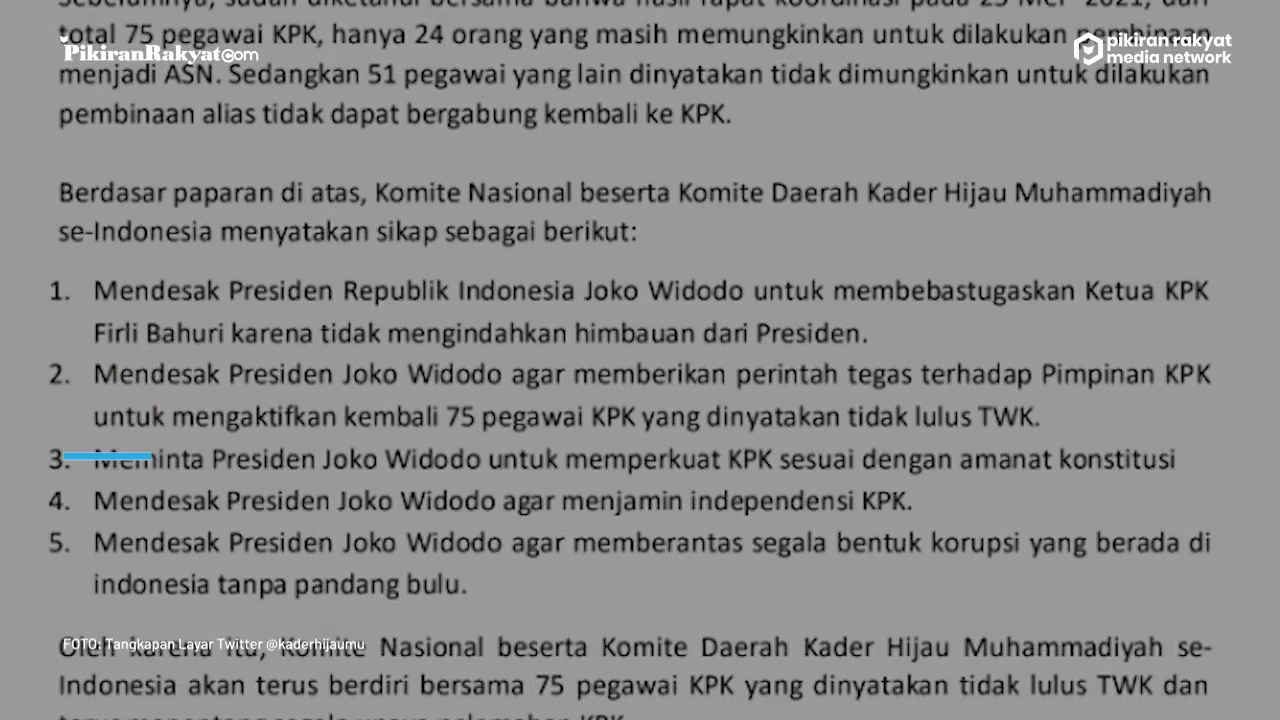 total 75 pegawai KPK, hanya 24 orang yang masih memungkinkan untuk dilakukan pembinaan
PikiranRakyat.com
pikiran rakyat
media network
menjadi ASN. Sedangkan 51 pegawai yang lain dinyatakan tidak dimungkinkan untuk dilakukan
pembinaan alias tidak dapat bergabung kembali ke KPK.
Berdasar paparan di atas, Komite Nasional beserta Komite Daerah Kader Hijau Muhammadiyah
se-Indonesia menyatakan sikap sebagai berikut:
1. Mendesak Presiden Republik Indonesia Joko Widodo untuk membebastugaskan Ketua KPK
Firli Bahuri karena tidak mengindahkan himbauan dari Presiden.
2. Mendesak Presiden Joko Widodo agar memberikan perintah tegas terhadap Pimpinan KPK
untuk mengaktifkan kembali 75 pegawai KPK yang dinyatakan tidak lulus TWK.
3. Meminta Presiden Joko Widodo untuk memperkuat KPK sesuai dengan amanat konstitusi
4. Mendesak Presiden Joko Widodo agar menjamin independensi KPK.
5. Mendesak Presiden Joko Widodo agar memberantas segala bentuk korupsi yang berada di
indonesia tanpa pandang bulu.
FOTO: Tangkapan Layar Twitter @kaderhijaumu
Oleh karena itu, Komite Nasional beserta Komite Daerah Kader Hijau Muhammadiyah se-
Indonesia akan terus berdiri bersama 75 pegawai KPK yang dinyatakan tidak lulus TWK dan